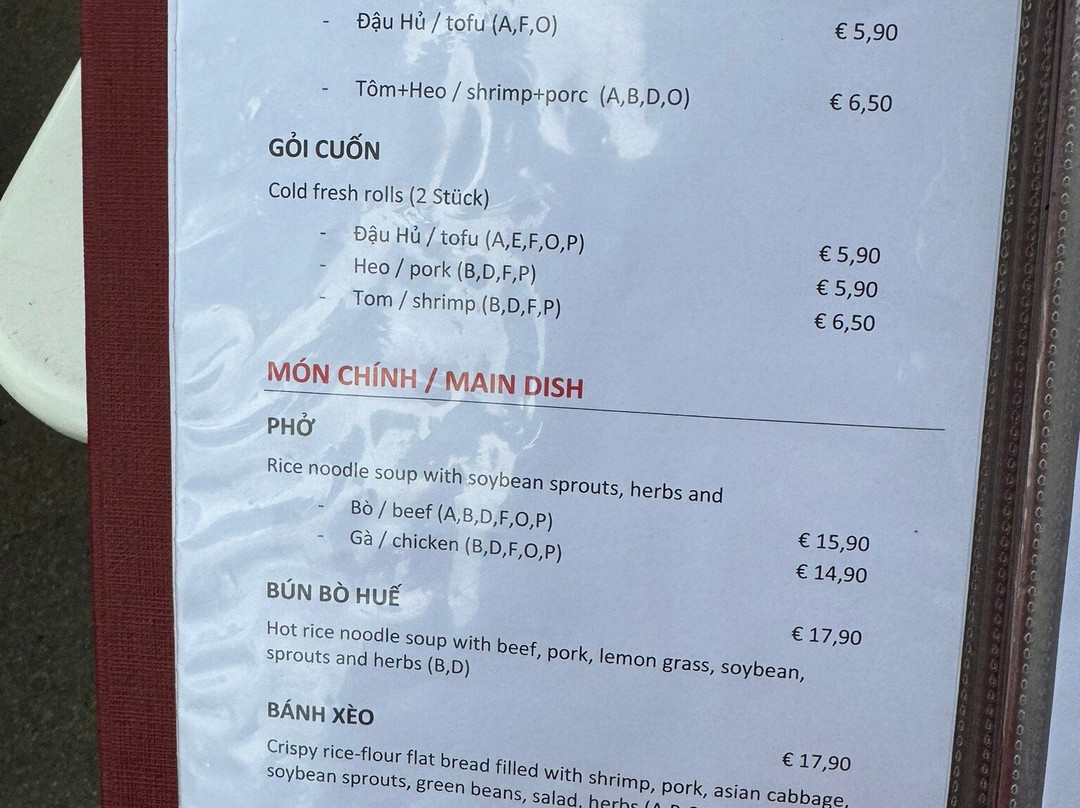 - Đậu Hủ / tofu (A,F,O) € 5,90
- Tôm+Heo / shrimp+porc (A,B,D,O) € 6,50
GỎI CUỐN
Cold fresh rolls (2 Stück)
- Đậu Hủ / tofu (A,E,F,O,P) € 5,90
- Heo / pork (B,D,F,P) € 5,90
- Tom / shrimp (B,D,F,P) € 6,50
MÓN CHÍNH / MAIN DISH
PHỞ
Rice noodle soup with soybean sprouts, herbs and
- Bò / beef (A,B,D,F,O,P) € 15,90
- Gà / chicken (B,D,F,O,P) € 14,90
BÚN BÒ HUẾ € 17,90
Hot rice noodle soup with beef, pork, lemon grass, soybean,
sprouts and herbs (B,D)
BÁNH XÈO € 17,90
Crispy rice-flour flat bread filled with shrimp, pork, asian cabbage,
soybean sprouts, green beans, salad, herbs